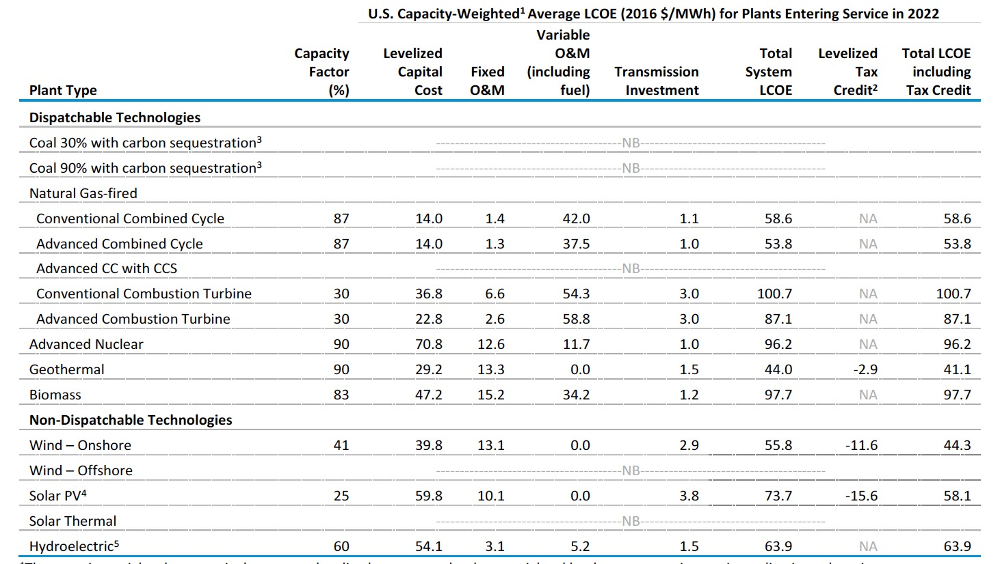 U.S. Capacity-Weighted¹ Average LCOE (2016 $/MWh) for Plants Entering Service in 2022
Plant Type Capacity Factor (%) Levelized Capital Cost Fixed O&M Variable O&M (including fuel) Transmission Investment Total System LCOE Levelized Tax Credit² Total LCOE including Tax Credit
Dispatchable Technologies
Coal 30% with carbon sequestration³ NB
Coal 90% with carbon sequestration³ NB
Natural Gas-fired
Conventional Combined Cycle 87 14.0 1.4 42.0 1.1 58.6 NA 58.6
Advanced Combined Cycle 87 14.0 1.3 37.5 1.0 53.8 NA 53.8
Advanced CC with CCS NB
Conventional Combustion Turbine 30 36.8 6.6 54.3 3.0 100.7 NA 100.7
Advanced Combustion Turbine 30 22.8 2.6 58.8 3.0 87.1 NA 87.1
Advanced Nuclear 90 70.8 12.6 11.7 1.0 96.2 NA 96.2
Geothermal 90 29.2 13.3 0.0 1.5 44.0 -2.9 41.1
Biomass 83 47.2 15.2 34.2 1.2 97.7 NA 97.7
Non-Dispatchable Technologies
Wind – Onshore 41 39.8 13.1 0.0 2.9 55.8 -11.6 44.3
Wind – Offshore NB
Solar PV⁴ 25 59.8 10.1 0.0 3.8 73.7 -15.6 58.1
Solar Thermal NB
Hydroelectric⁵ 60 54.1 3.1 5.2 1.5 63.9 NA 63.9